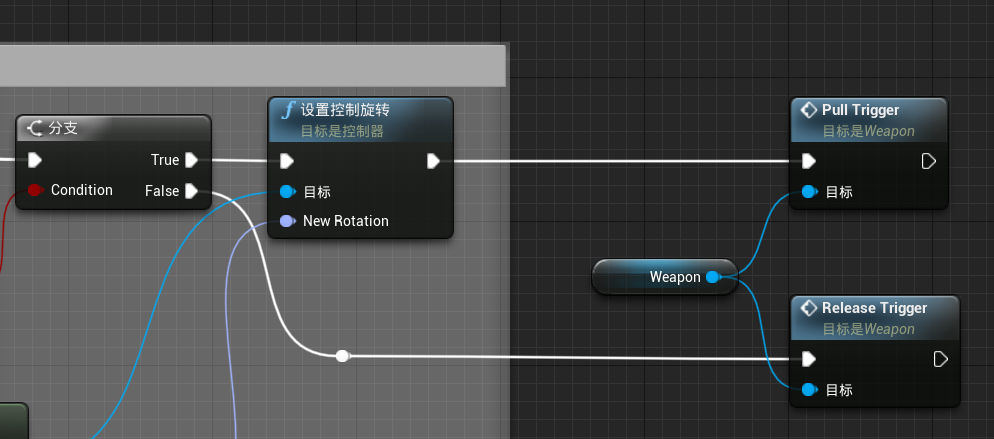 分支
True
Condition
False
设置控制旋转
目标是控制器
目标
New Rotation
Weapon
Pull Trigger
目标是Weapon
目标
Release Trigger
目标是Weapon
目标